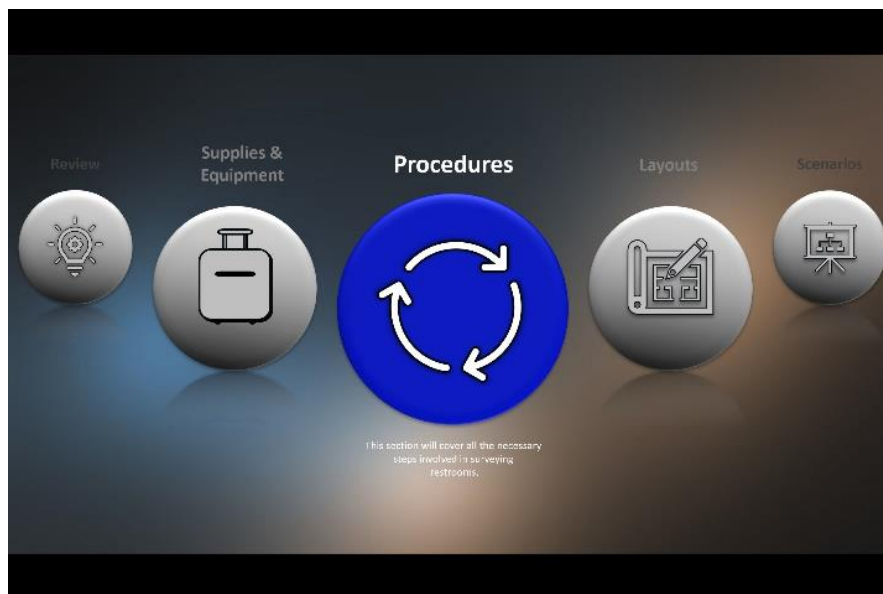 Review
Supplies &
Equipment
Procedures
Layouts
Scenarios
This section will cover all the necessary
steps involved in surveying
restrooms.